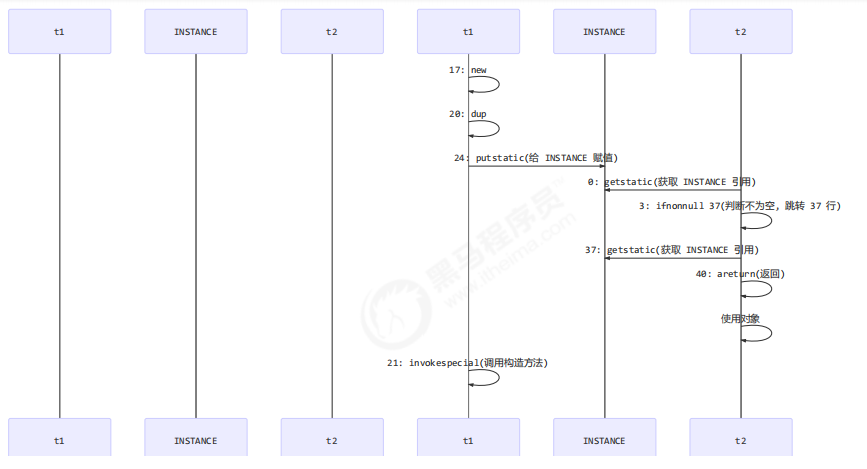 t1 INSTANCE t2 t1 INSTANCE t2
17: new
20: dup
24: putstatic(给 INSTANCE 赋值)
0: getstatic(获取 INSTANCE 引用)
3: ifnonnull 37(判断不为空，跳转 37 行)
37: getstatic(获取 INSTANCE 引用)
40: areturn(返回)
使用对象
21: invokespecial(调用构造方法)
t1 INSTANCE t2 t1 INSTANCE t2
黑马程序员™
www.itheima.com